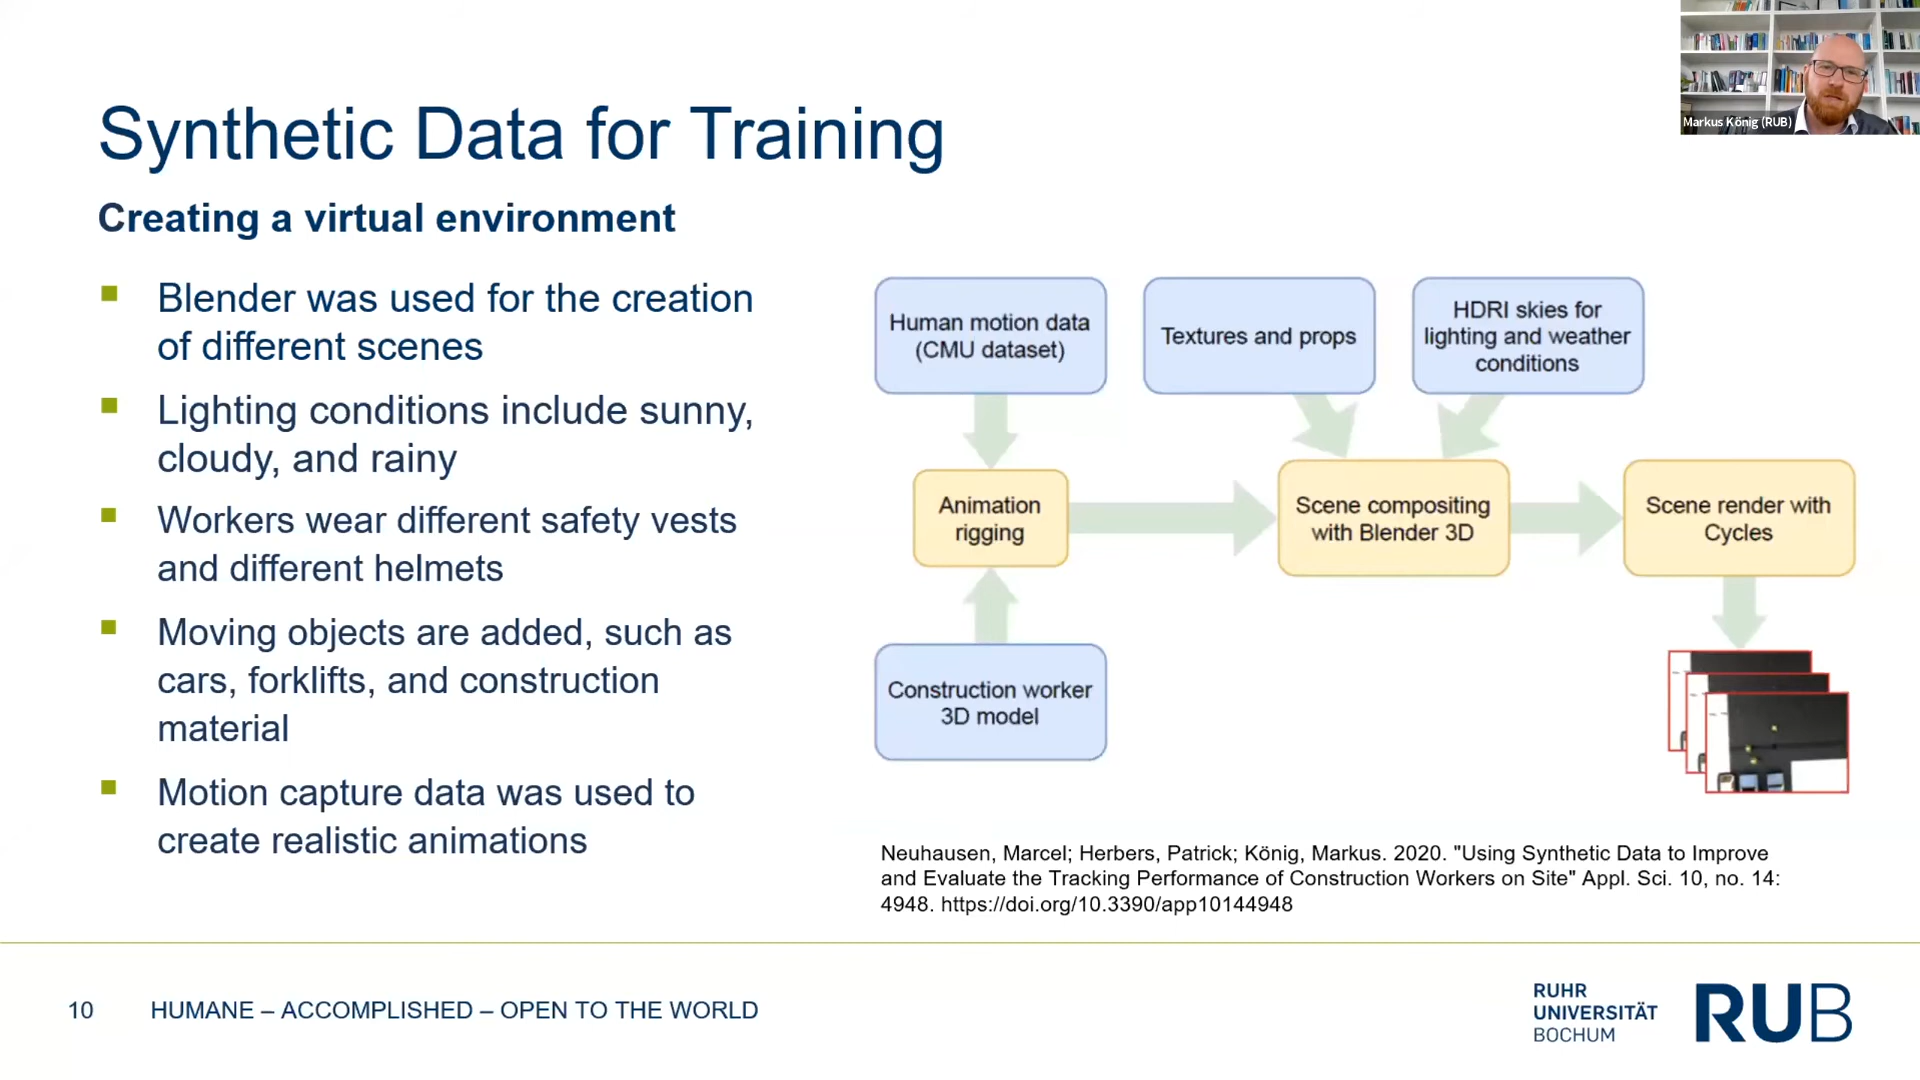 Markus König (RUB)
Synthetic Data for Training
Creating a virtual environment
Blender was used for the creation
of different scenes
Lighting conditions include sunny,
cloudy, and rainy
Workers wear different safety vests
and different helmets
Moving objects are added, such as
cars, forklifts, and construction
material
Motion capture data was used to
create realistic animations
Human motion data
(CMU dataset)
Textures and props
HDRI skies for
lighting and weather
conditions
Animation
rigging
Scene compositing
with Blender 3D
Scene render with
Cycles
Construction worker
3D model
Neuhausen, Marcel; Herbers, Patrick; König, Markus. 2020. "Using Synthetic Data to Improve
and Evaluate the Tracking Performance of Construction Workers on Site" Appl. Sci. 10, no. 14:
4948. https://doi.org/10.3390/app10144948
10
HUMANE – ACCOMPLISHED – OPEN TO THE WORLD
RUHR
UNIVERSITÄT
BOCHUM
RUB